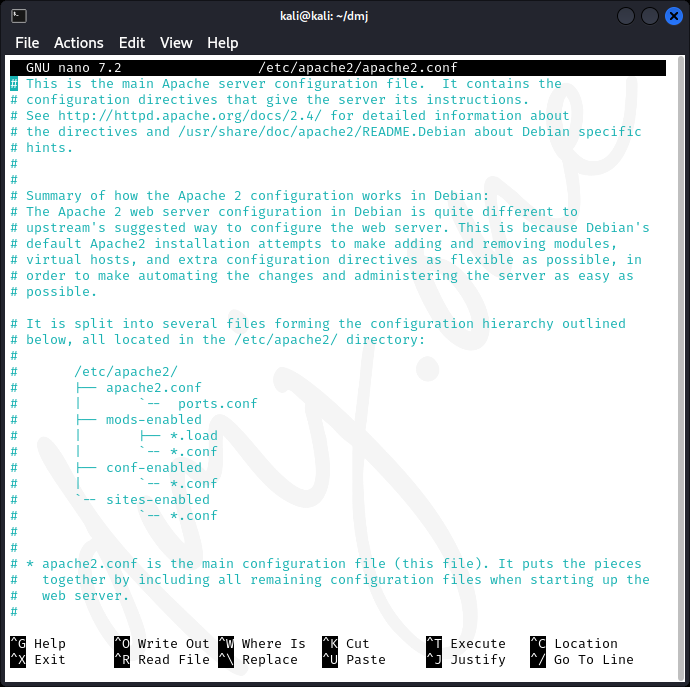 kali@kali: ~/dmj
File Actions Edit View Help
GNU nano 7.2 /etc/apache2/apache2.conf
# This is the main Apache server configuration file.  It contains the
# configuration directives that give the server its instructions.
# See http://httpd.apache.org/docs/2.4/ for detailed information about
# the directives and /usr/share/doc/apache2/README.Debian about Debian specific
# hints.
#
#
# Summary of how the Apache 2 configuration works in Debian:
# The Apache 2 web server configuration in Debian is quite different to
# upstream's suggested way to configure the web server. This is because Debian's
# default Apache2 installation attempts to make adding and removing modules,
# virtual hosts, and extra configuration directives as flexible as possible, in
# order to make automating the changes and administering the server as easy as
# possible.

# It is split into several files forming the configuration hierarchy outlined
# below, all located in the /etc/apache2/ directory:
#
#       /etc/apache2/
#       |-- apache2.conf
#       |       `--  ports.conf
#       |-- mods-enabled
#       |       |-- *.load
#       |       `-- *.conf
#       |-- conf-enabled
#       |       `-- *.conf
#       `-- sites-enabled
#               `-- *.conf
#
#
# * apache2.conf is the main configuration file (this file). It puts the pieces
#   together by including all remaining configuration files when starting up the
#   web server.
#
^G Help ^O Write Out ^W Where Is ^K Cut ^T Execute ^C Location
^X Exit ^R Read File ^\ Replace ^U Paste ^J Justify ^/ Go To Line